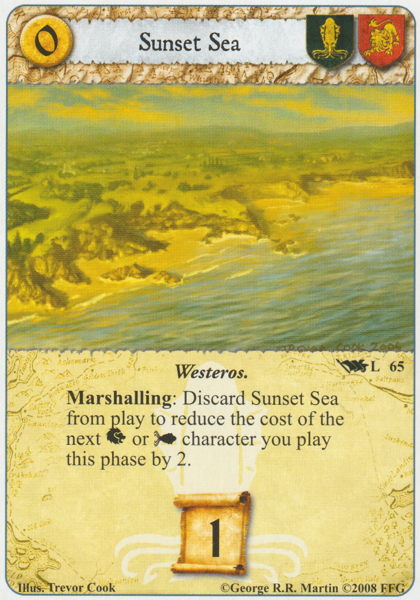 0
Sunset Sea
Westeros.
L 65
Marshalling: Discard Sunset Sea
from play to reduce the cost of the
next or character you play
this phase by 2.
1
Illus. Trevor Cook
©George R.R. Martin ©2008 FFG